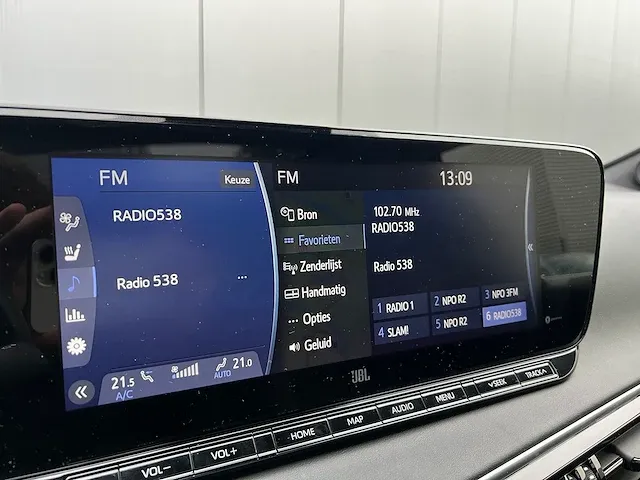 FM
Keuze
RADIO538
Radio 538
...
21.5
A/C
AUTO
21.0
FM
13:09
Bron
Favorieten
Zenderlijst
Handmatig
Opties
Geluid
102.70 MHz
RADIO538
Radio 538
1 RADIO 1
2 NPO R2
3 NPO 3FM
4 SLAM!
5 NPO R2
6 RADIO538
JBL
VOL-
VOL+
HOME
MAP
AUDIO
MENU
SEEK
TRACK